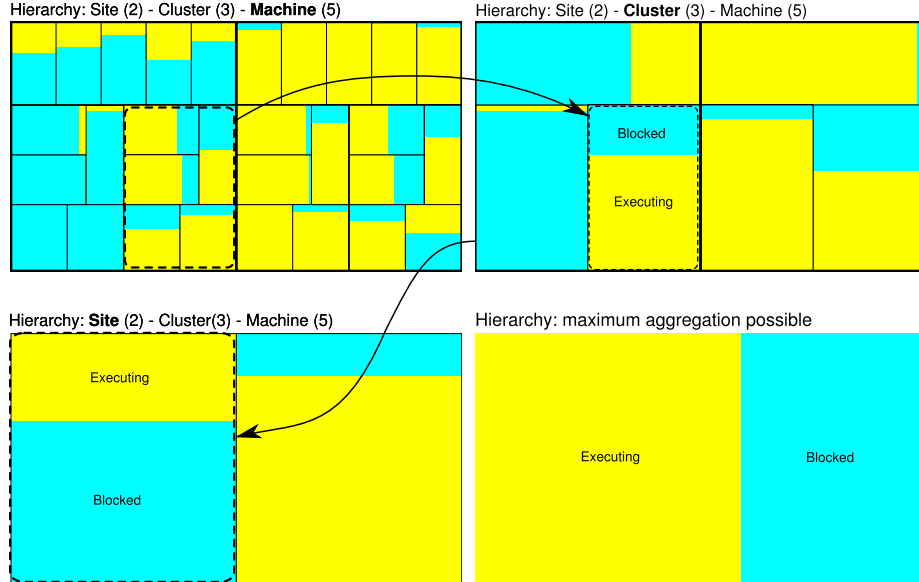 Hierarchy: Site (2) - Cluster (3) - Machine (5)
Hierarchy: Site (2) - Cluster (3) - Machine (5)
Blocked
Executing
Hierarchy: Site (2) - Cluster(3) - Machine (5)
Hierarchy: maximum aggregation possible
Executing
Blocked
Executing
Blocked